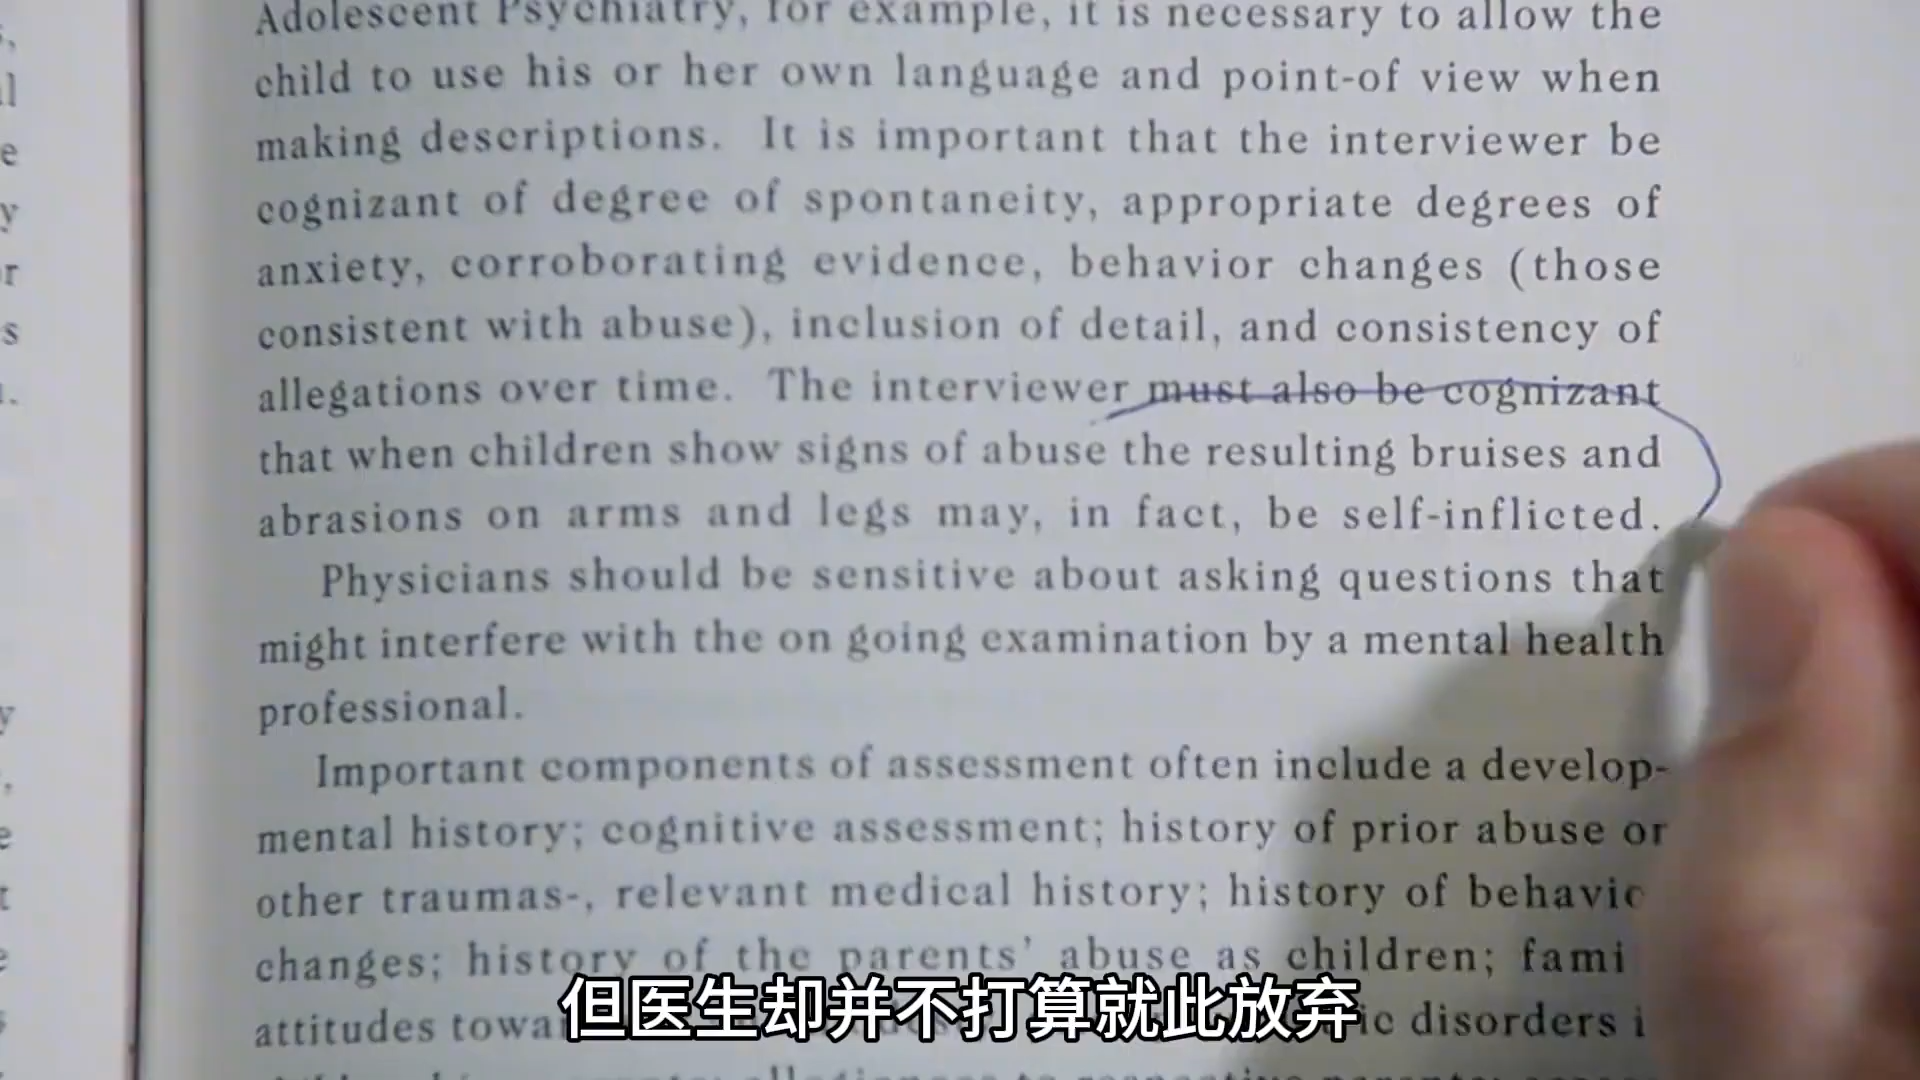 Adolescent Psychiatry, for example, it is necessary to allow the
child to use his or her own language and point-of view when
making descriptions. It is important that the interviewer be
cognizant of degree of spontaneity, appropriate degrees of
anxiety, corroborating evidence, behavior changes (those
consistent with abuse), inclusion of detail, and consistency of
allegations over time. The interviewer must also be cognizant
that when children show signs of abuse the resulting bruises and
abrasions on arms and legs may, in fact, be self-inflicted.
Physicians should be sensitive about asking questions that
might interfere with the on going examination by a mental health
professional.
Important components of assessment often include a develop-
mental history; cognitive assessment; history of prior abuse or
other traumas-, relevant medical history; history of behavio
changes; history of the parents' abuse as children; fami
attitudes disorders
但医生却并不打算就此放弃